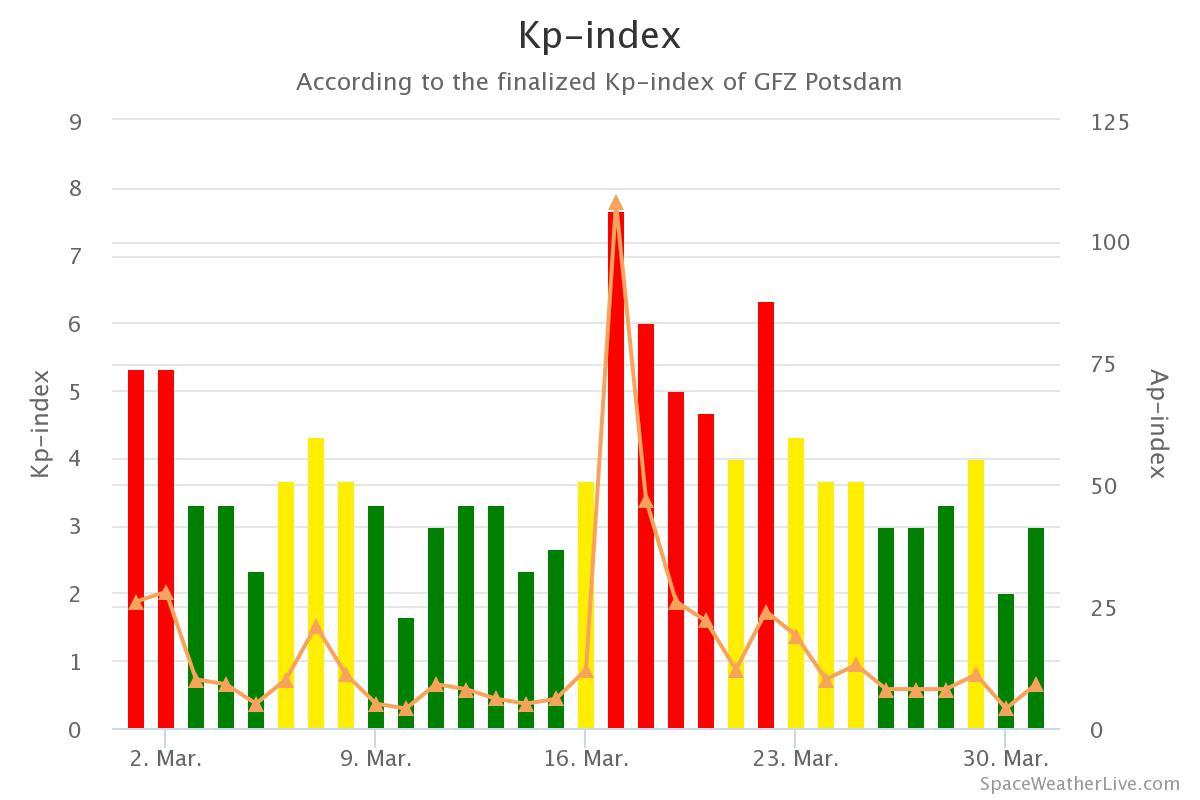 Kp-index
According to the finalized Kp-index of GFZ Potsdam
9
8
7
6
5
4
3
2
1
0
Kp-index
125
100
75
50
25
0
Ap-index
2. Mar.
9. Mar.
16. Mar.
23. Mar.
30. Mar.
SpaceWeatherLive.com